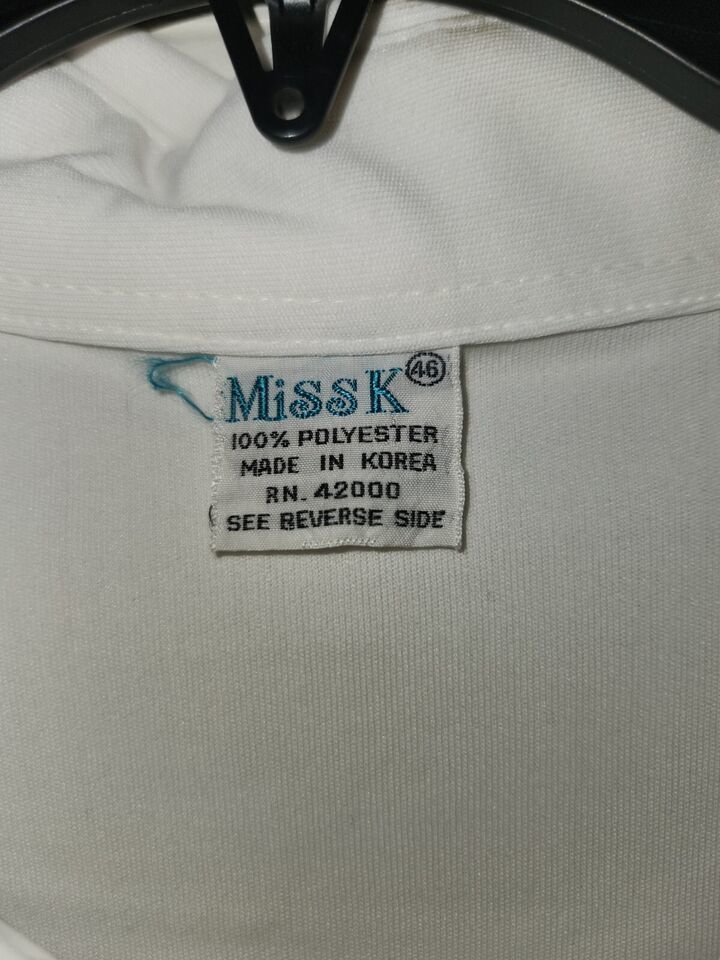 MissK 46
100% POLYESTER
MADE IN KOREA
RN. 42000
SEE REVERSE SIDE